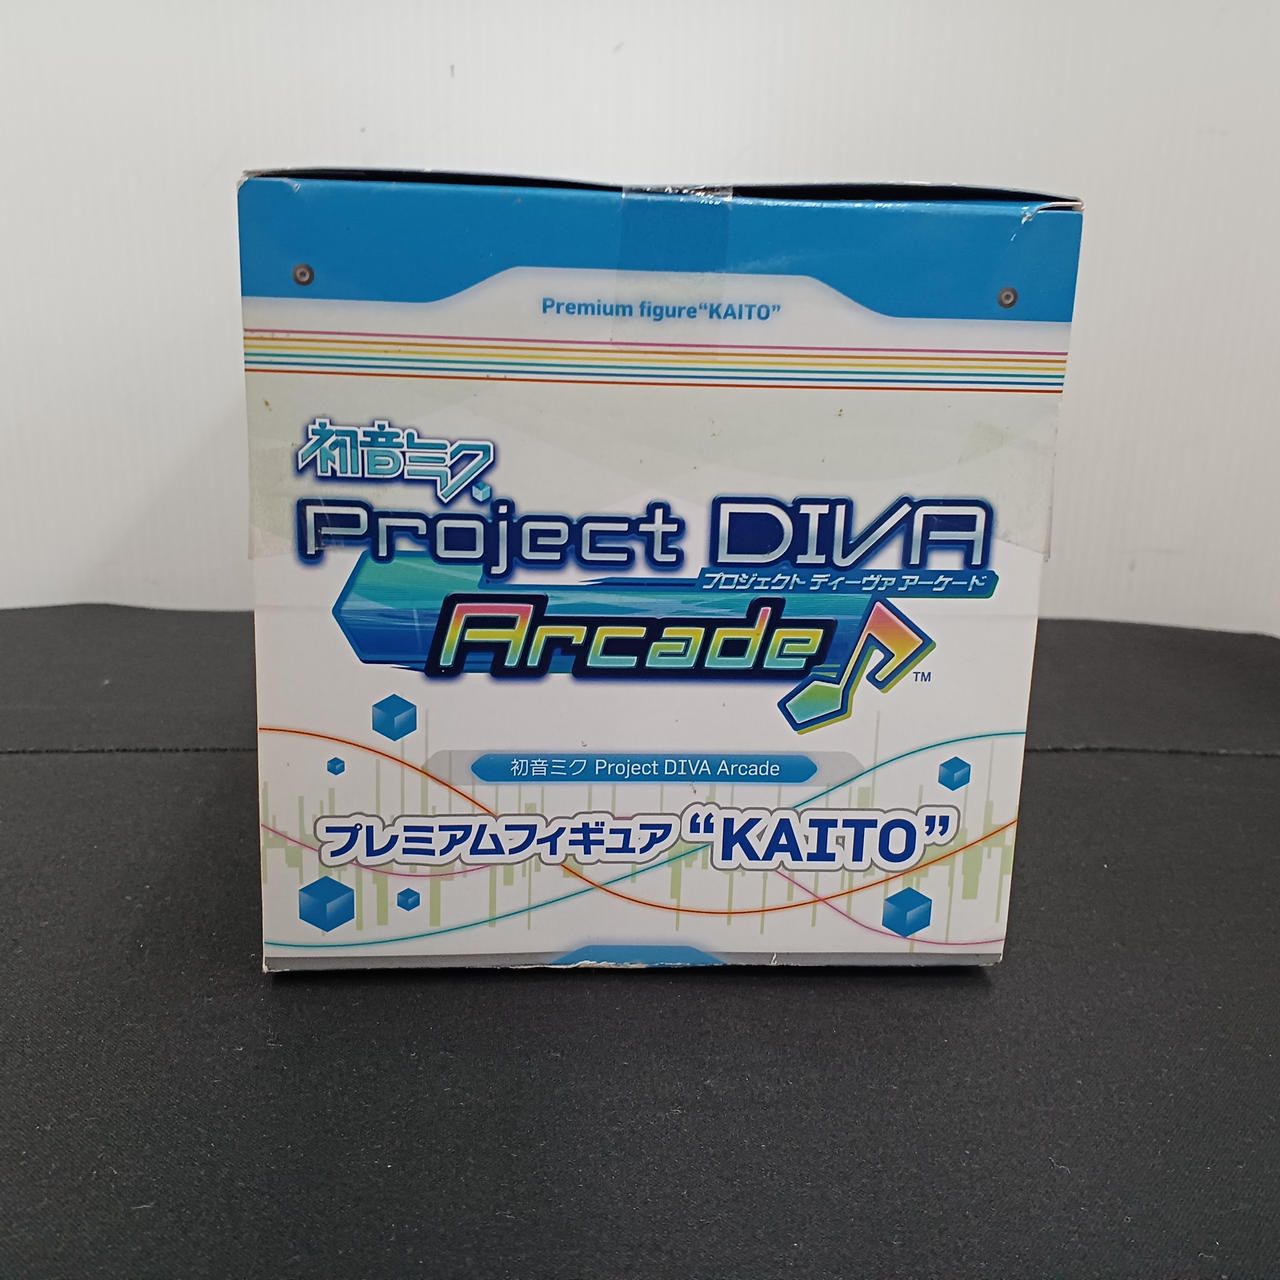 Premium figure“KAITO”
初音ミク
Project DIVA
プロジェクト ディーヴァ アーケード
Arcade
TM
初音ミク Project DIVA Arcade
プレミアムフィギュア “KAITO”